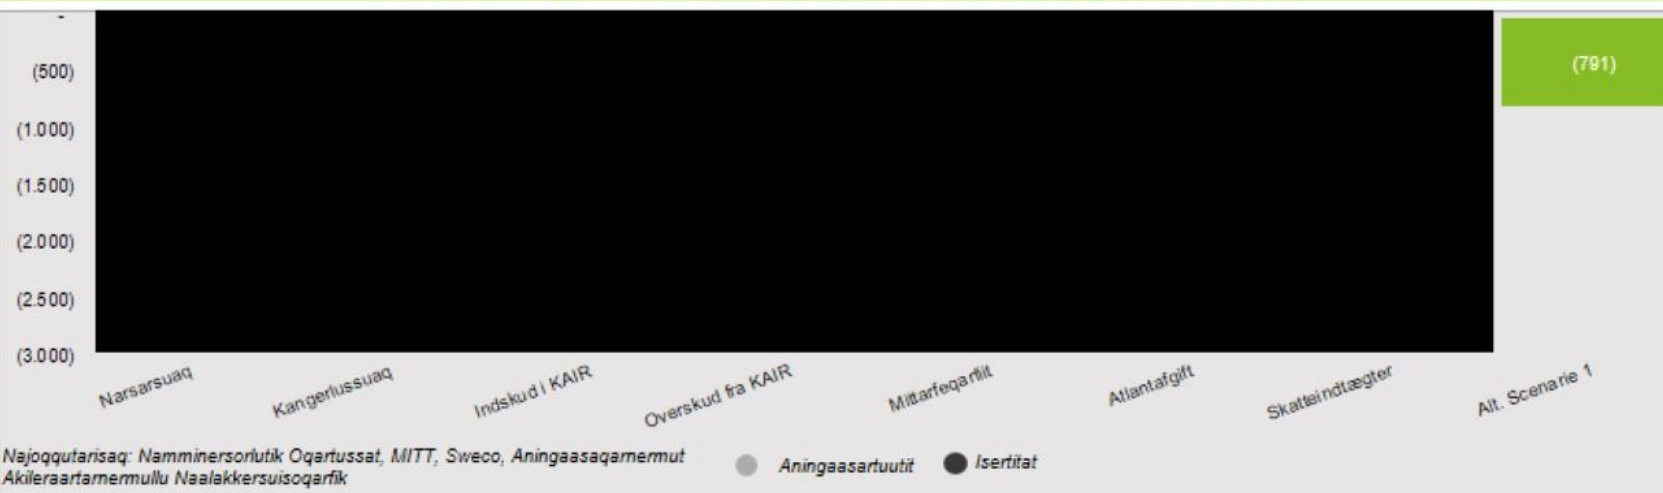 -
(500)
(1.000)
(1.500)
(2.000)
(2.500)
(3.000)
(791)
Narsarsuaq
Kangerlussuaq
Indskud i KAIR
Overskud fra KAIR
Mittarfeqarfiit
Atlantafgift
Skatteindtægter
Alt. Scenarie 1
Najoqqutarisaq: Namminersorlutik Oqartussat, MITT, Sweco, Aningaasaqarnermut
Akileraartarnermullu Naalakkersuisoqarfik
Aningaasartuutit
Isertitat